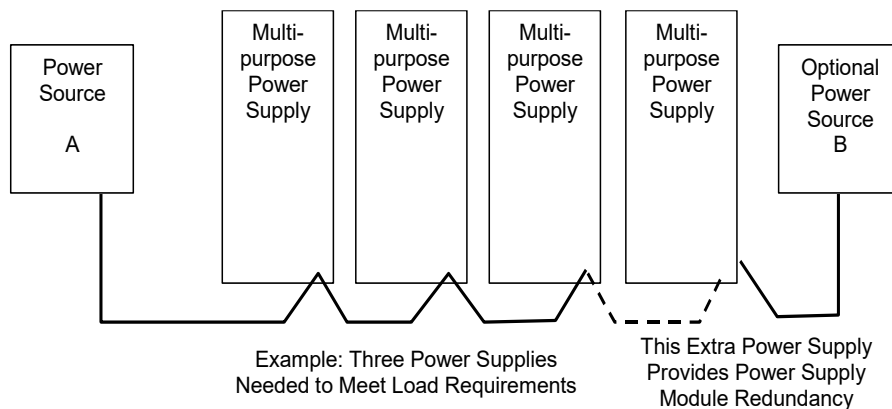 Power
Source
A
Multi-
purpose
Power
Supply
Multi-
purpose
Power
Supply
Multi-
purpose
Power
Supply
Multi-
purpose
Power
Supply
Optional
Power
Source
B
Example: Three Power Supplies
Needed to Meet Load Requirements
This Extra Power Supply
Provides Power Supply
Module Redundancy